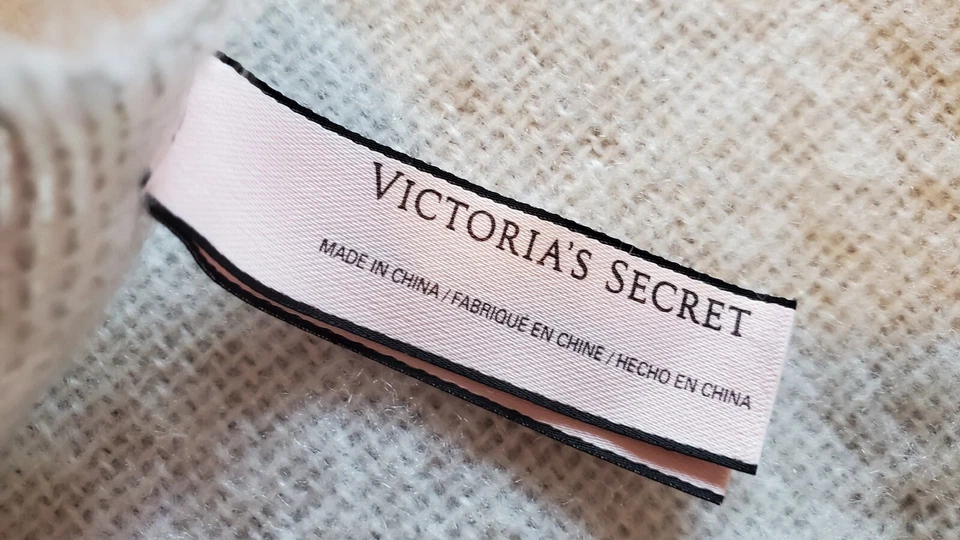 VICTORIA'S SECRET
MADE IN CHINA / FABRIQUÉ EN CHINE / HECHO EN CHINA